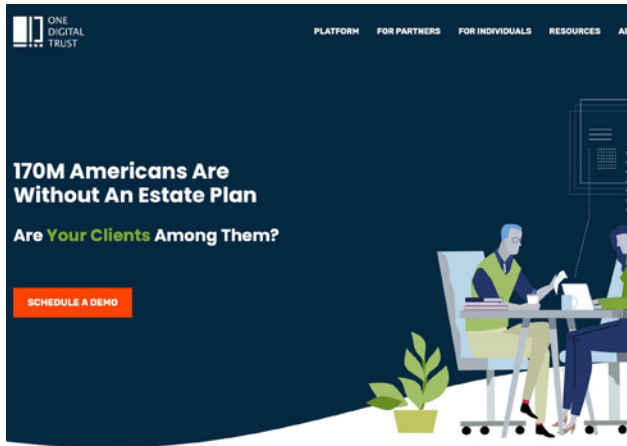 ONE
DIGITAL
TRUST
PLATFORM FOR PARTNERS FOR INDIVIDUALS RESOURCES
170M Americans Are
Without An Estate Plan
Are Your Clients Among Them?
SCHEDULE A DEMO